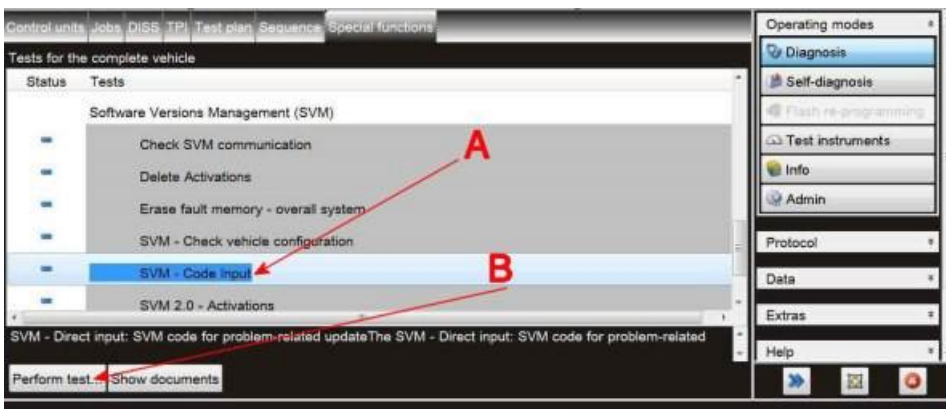 Control units Jobs DISS TPI Test plan Sequence Special functions
Tests for the complete vehicle
Status Tests
Software Versions Management (SVM)
Check SVM communication
Delete Activations
Erase fault memory - overall system
SVM - Check vehicle configuration
SVM - Code Input
SVM 2.0 - Activations
SVM - Direct input: SVM code for problem-related updateThe SVM - Direct input: SVM code for problem-related
Perform test... Show documents
A
B
Operating modes
Diagnosis
Self-diagnosis
Flash re-programming
Test instruments
Info
Admin
Protocol
Data
Extras
Help